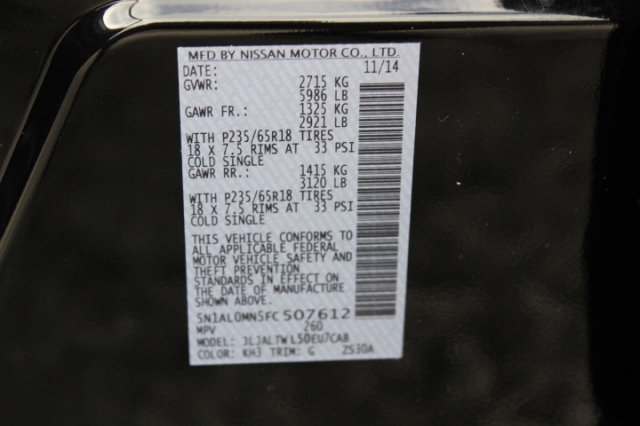 MFD BY NISSAN MOTOR CO., LTD.
DATE: 11/14
GVWR: 2715 KG
5986 LB
GAWR FR.: 1325 KG
2921 LB
WITH P235/65R18 TIRES
18 X 7.5 RIMS AT 33 PSI
COLD SINGLE
GAWR RR.: 1415 KG
3120 LB
WITH P235/65R18 TIRES
18 X 7.5 RIMS AT 33 PSI
COLD SINGLE
THIS VEHICLE CONFORMS TO
ALL APPLICABLE FEDERAL
MOTOR VEHICLE SAFETY AND
THEFT PREVENTION
STANDARDS IN EFFECT ON
THE DATE OF MANUFACTURE
SHOWN ABOVE.
5N1AL0MN5FC507612
MPV 260
MODEL: JLJALTWL50EU7CAB
COLOR: KH3 TRIM: G ZS30A